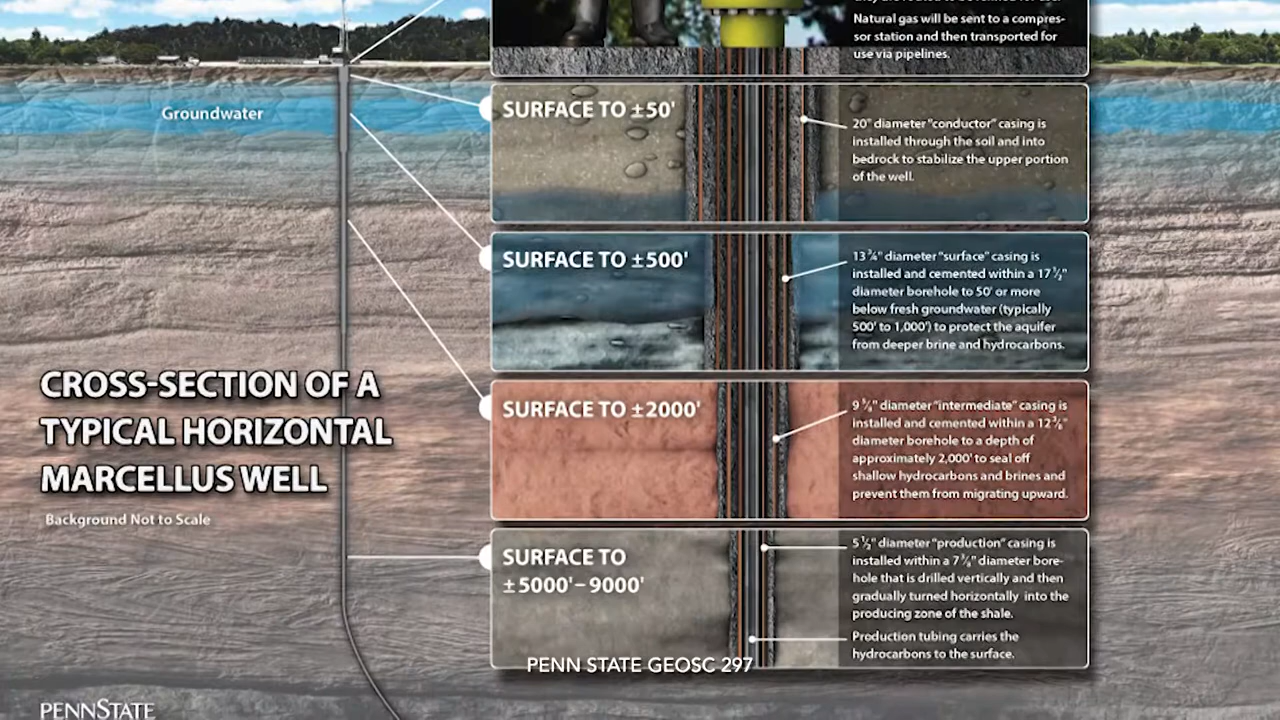 Natural gas will be sent to a compres-
sor station and then transported for
use via pipelines.
Groundwater
SURFACE TO ±50'
20" diameter "conductor" casing is
installed through the soil and into
bedrock to stabilize the upper portion
of the well.
SURFACE TO ±500'
13 ¾" diameter "surface" casing is
installed and cemented within a 17 ½"
diameter borehole to 50' or more
below fresh groundwater (typically
500' to 1,000') to protect the aquifer
from deeper brine and hydrocarbons.
CROSS-SECTION OF A
TYPICAL HORIZONTAL
MARCELLUS WELL
Background Not to Scale
SURFACE TO ±2000'
9 ⅝" diameter "intermediate" casing is
installed and cemented within a 12 ⅜"
diameter borehole to a depth of
approximately 2,000' to seal off
shallow hydrocarbons and brines and
prevent them from migrating upward.
SURFACE TO
±5000'–9000'
5 ½" diameter "production" casing is
installed within a 7 ⅞" diameter bore-
hole that is drilled vertically and then
gradually turned horizontally into the
producing zone of the shale.
Production tubing carries the
hydrocarbons to the surface.
PENN STATE GEOSC 297
PENNSTATE